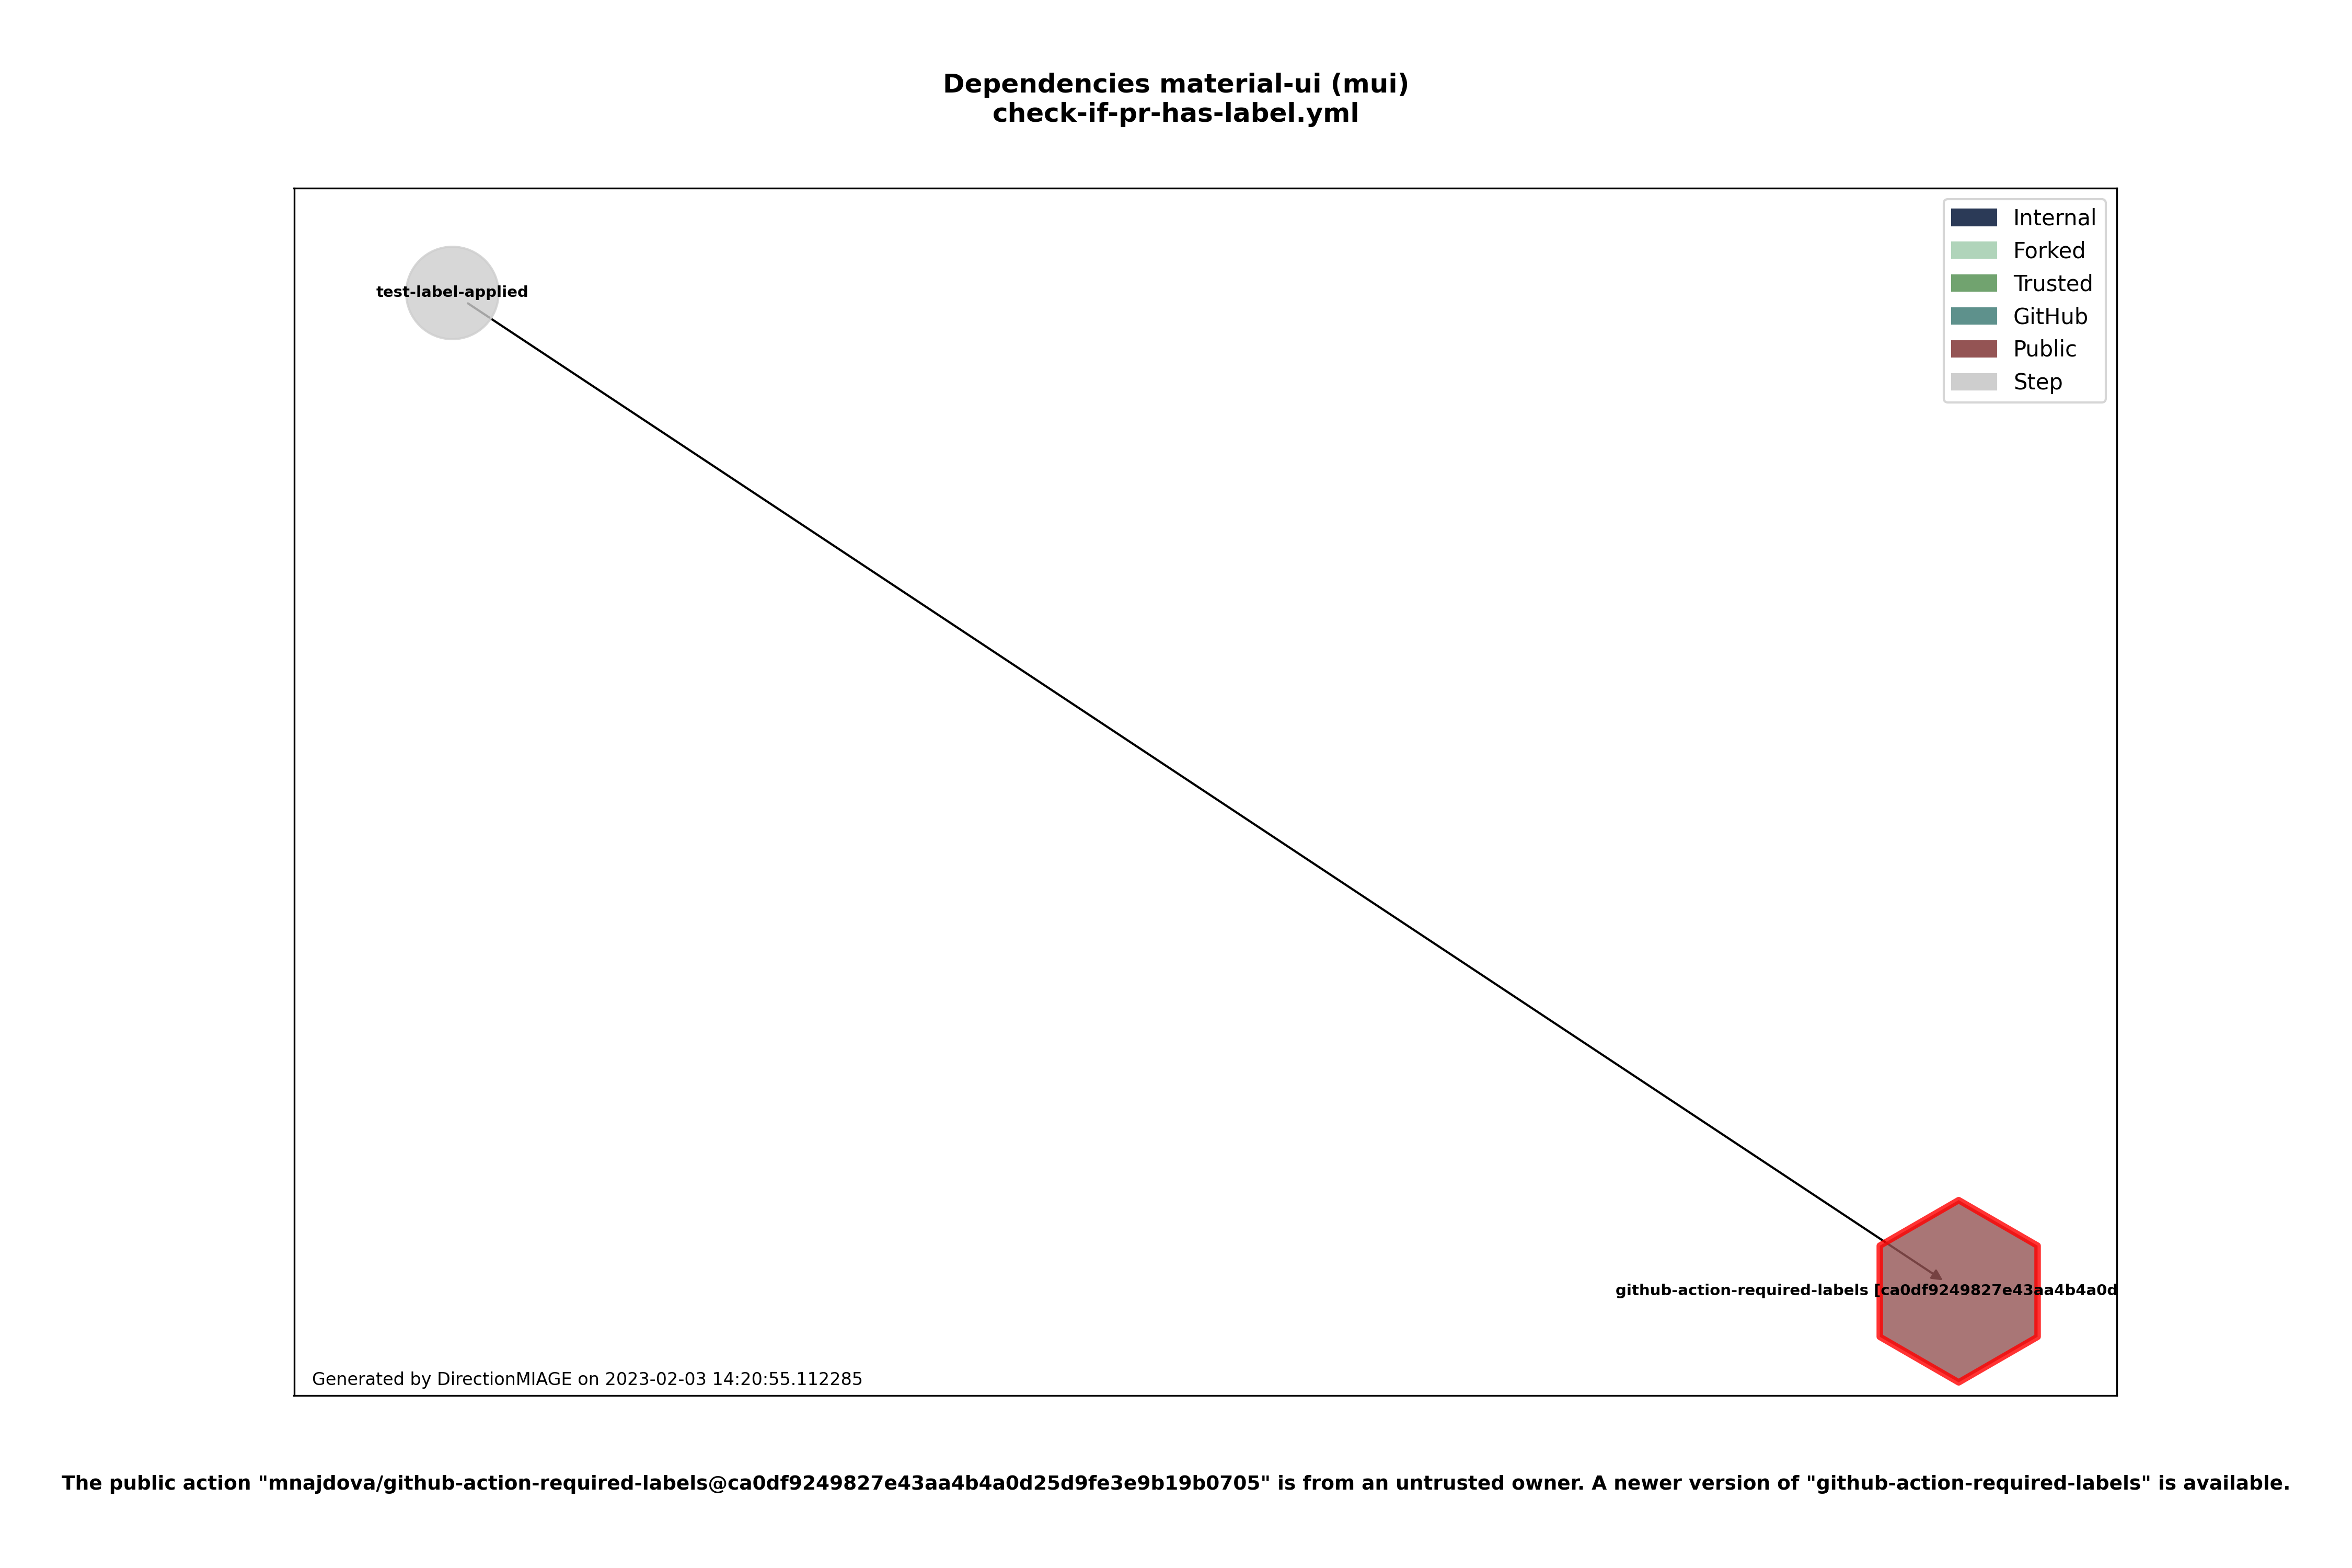 Dependencies material-ui (mui)
check-if-pr-has-label.yml
Internal
Forked
Trusted
GitHub
Public
Step
test-label-applied
github-action-required-labels [ca0df9249827e43aa4b4a0d
Generated by DirectionMIAGE on 2023-02-03 14:20:55.112285
The public action "mnajdova/github-action-required-labels@ca0df9249827e43aa4b4a0d25d9fe3e9b19b0705" is from an untrusted owner. A newer version of "github-action-required-labels" is available.